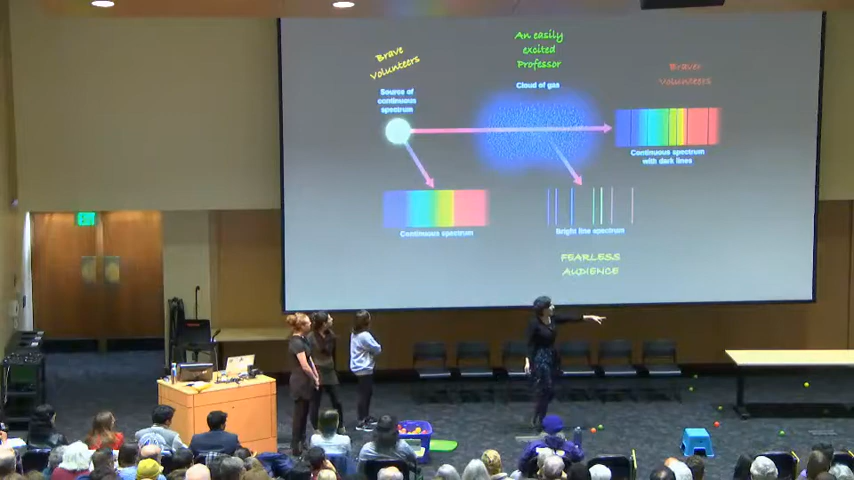 Brave
Volunteers
An easily
excited
Professor
Braver
Volunteers
Source of
continuous
spectrum
Cloud of gas
Continuous spectrum
with dark lines
Continuous spectrum
Bright line spectrum
FEARLESS
AUDIENCE